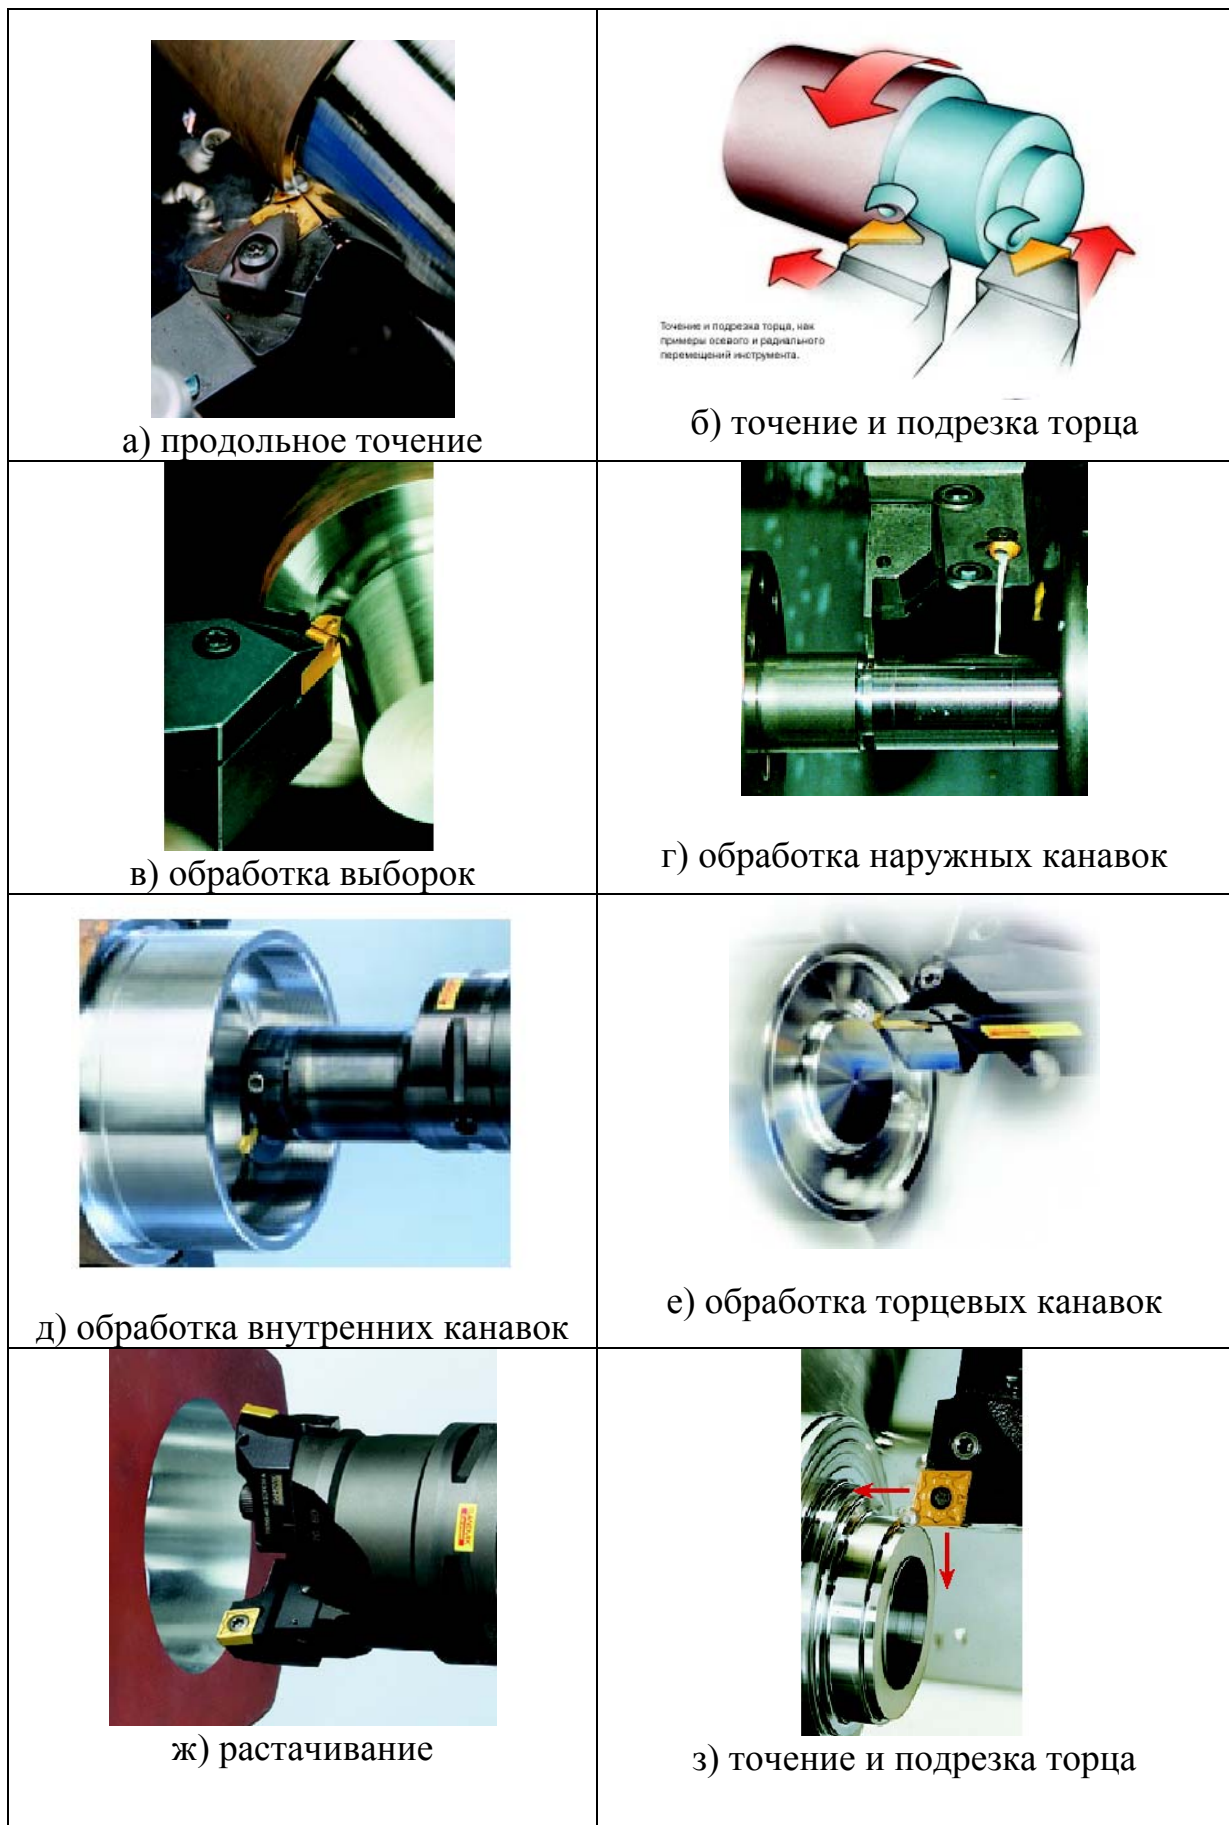 Точение и подрезка торца, как
примеры осевого и радиального
перемещений инструмента.
а) продольное точение
б) точение и подрезка торца
в) обработка выборок
г) обработка наружных канавок
д) обработка внутренних канавок
е) обработка торцевых канавок
ж) растачивание
з) точение и подрезка торца